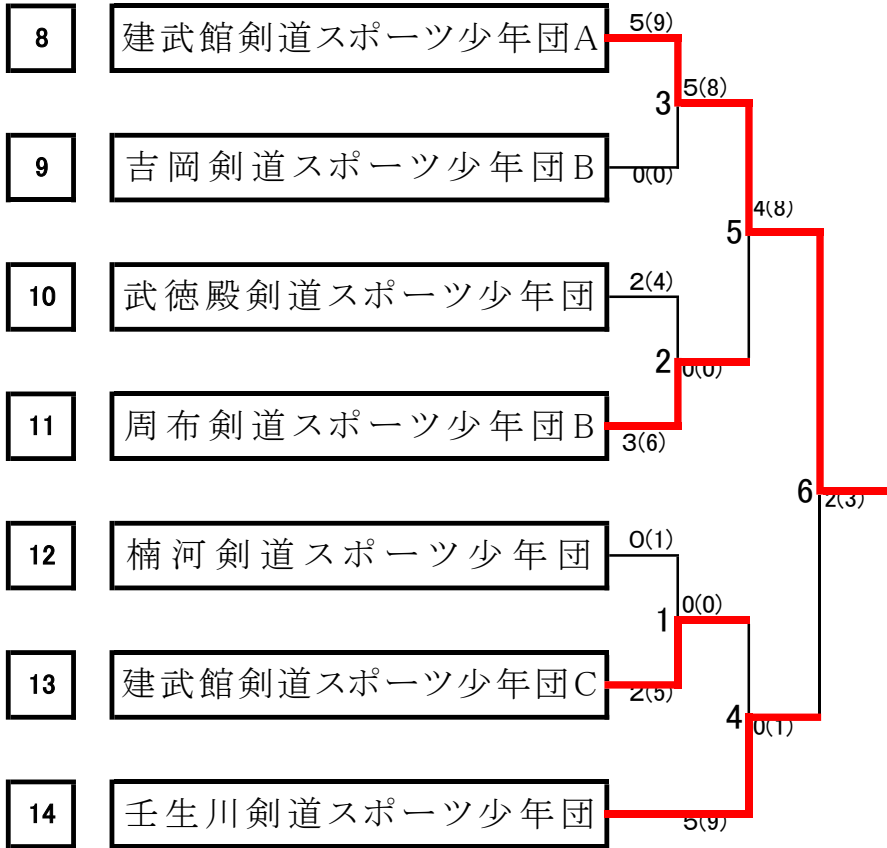 8 建武館剣道スポーツ少年団A 5(9)
3 5(8)
9 吉岡剣道スポーツ少年団B 0(0)
5 4(8)
10 武徳殿剣道スポーツ少年団 2(4)
2 0(0)
11 周布剣道スポーツ少年団B 3(6)
6 2(3)
12 楠河剣道スポーツ少年団 0(1)
1 0(0)
13 建武館剣道スポーツ少年団C 2(5)
4 0(1)
14 壬生川剣道スポーツ少年団 5(9)